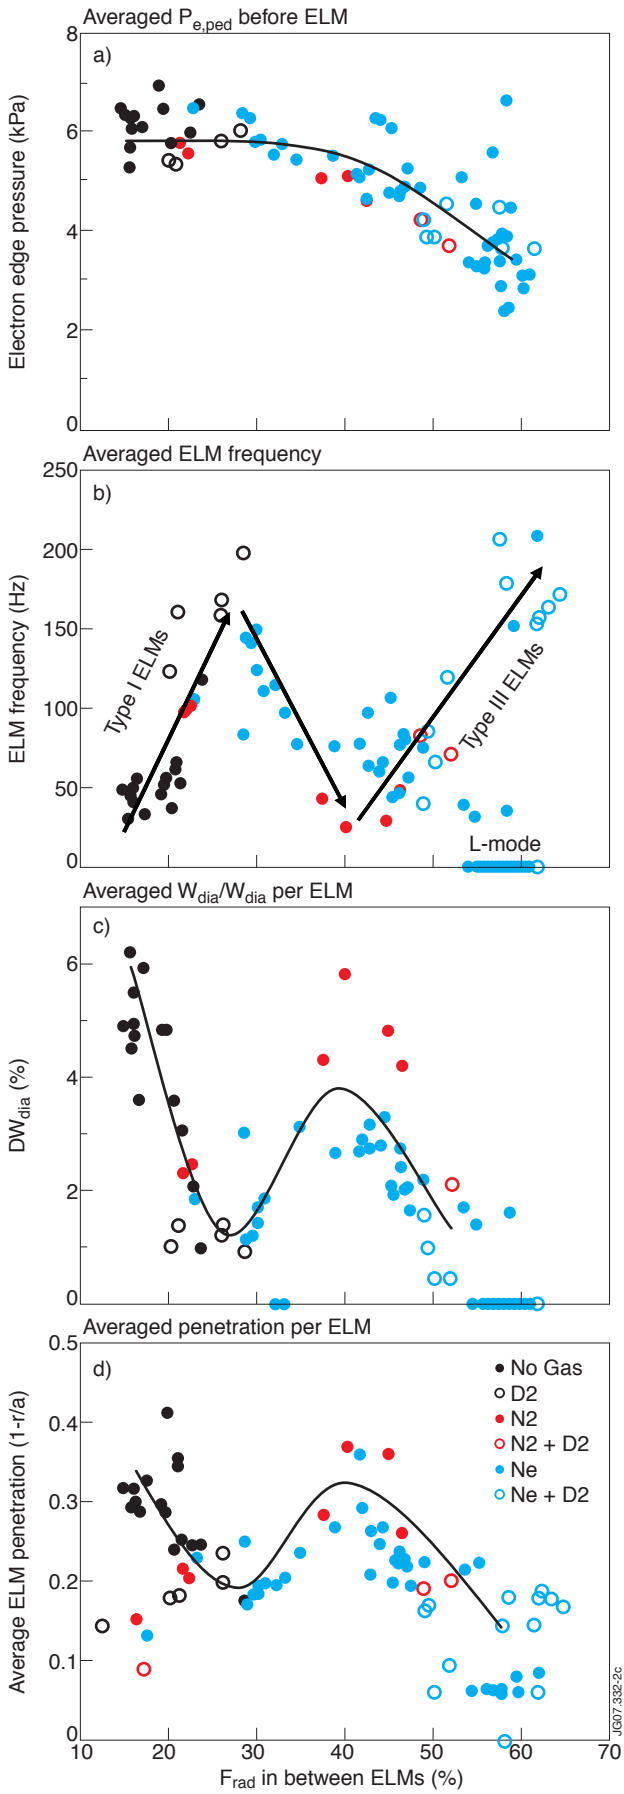 Averaged Pe,ped before ELM
a)
Electron edge pressure (kPa)
8
6
4
2
0
Averaged ELM frequency
b)
ELM frequency (Hz)
250
200
150
100
50
0
Type I ELMs
Type III ELMs
L-mode
Averaged Wdia/Wdia per ELM
c)
DWdia (%)
6
4
2
0
Averaged penetration per ELM
d)
Average ELM penetration (1-r/a)
0.5
0.4
0.3
0.2
0.1
0
No Gas
D2
N2
N2 + D2
Ne
Ne + D2
10 20 30 40 50 60 70
Frad in between ELMs (%)
JG07.332-2c